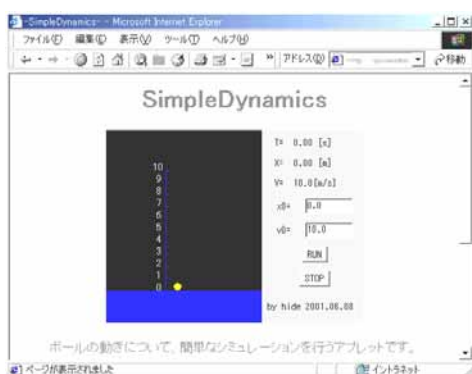 -SimpleDynamics- - Microsoft Internet Explorer
ファイル(F) 編集(E) 表示(V) ツール(T) ヘルプ(H)
アドレス(D) 移動
SimpleDynamics
T= 0.00 [s]
X= 0.00 [m]
V= 10.0[m/s]
x0= 0.0
v0= 10.0
RUN
STOP
by hide 2001.06.08
10
9
8
7
6
5
4
3
2
1
0
ボールの動きについて、簡単なシミュレーションを行うアプレットです。
ページが表示されました イントラネット